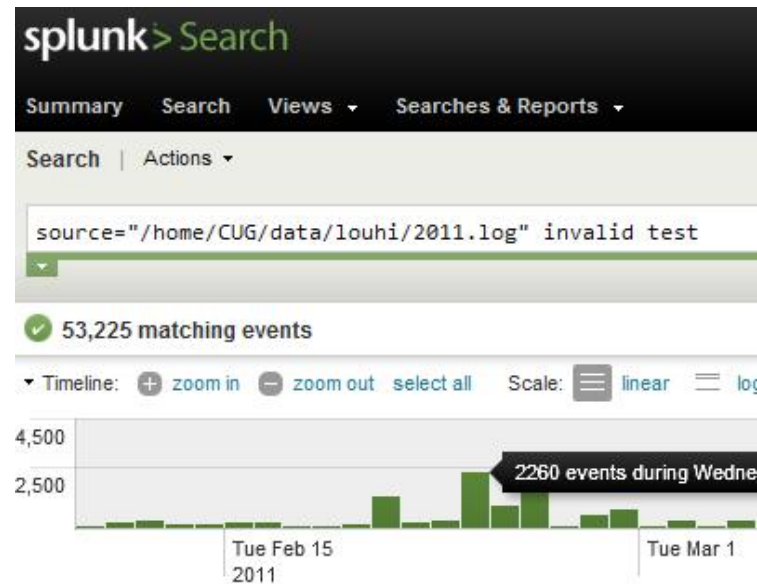 splunk> Search
Summary Search Views Searches & Reports
Search | Actions
source="/home/CUG/data/louhi/2011.log" invalid test
53,225 matching events
Timeline: zoom in zoom out select all Scale: linear log
4,500
2260 events during Wedne
2,500
Tue Feb 15 Tue Mar 1
2011